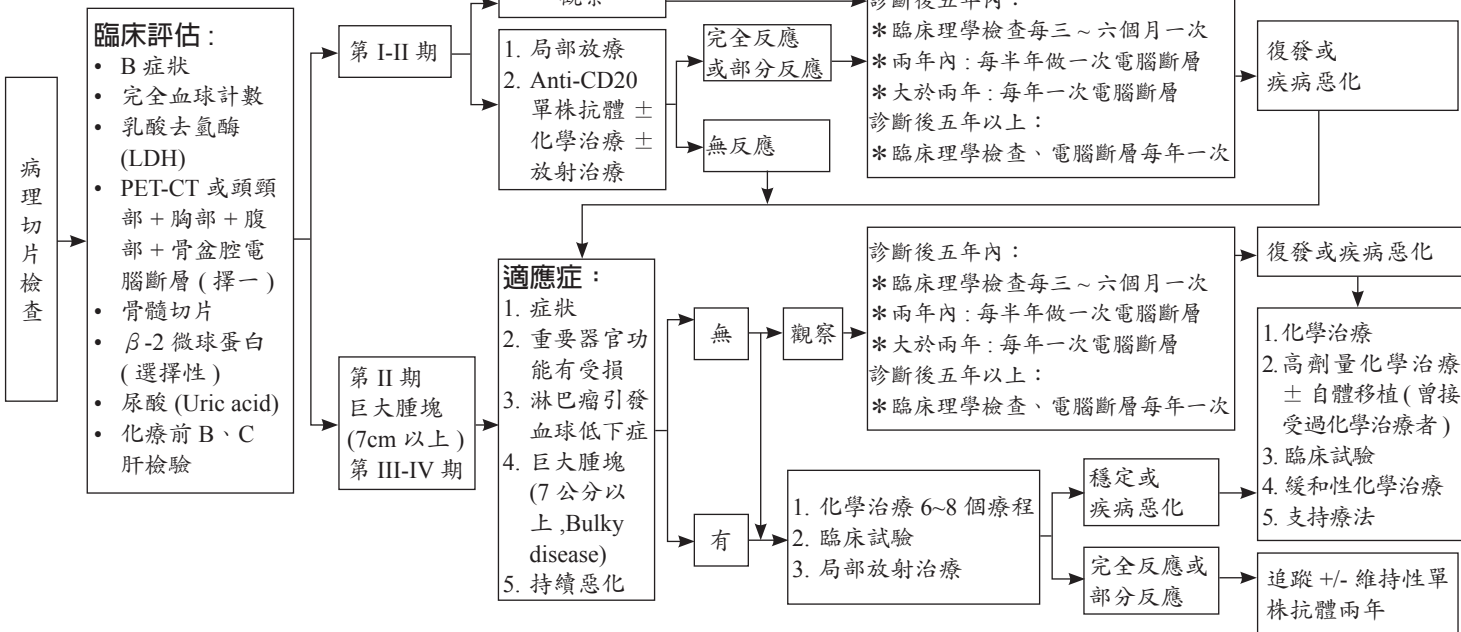 病
理
切
片
檢
查
臨床評估：
• B 症狀
• 完全血球計數
• 乳酸去氫酶
(LDH)
• PET-CT 或頭頸
部 + 胸部 + 腹
部 + 骨盆腔電
腦斷層 ( 擇一 )
• 骨髓切片
• β-2 微球蛋白
( 選擇性 )
• 尿酸 (Uric acid)
• 化療前 B、C
肝檢驗
第 I-II 期
觀察
1. 局部放療
2. Anti-CD20
單株抗體 ±
化學治療 ±
放射治療
完全反應
或部分反應
無反應
診斷後五年內：
＊臨床理學檢查每三 ~ 六個月一次
＊兩年內 : 每半年做一次電腦斷層
＊大於兩年 : 每年一次電腦斷層
診斷後五年以上：
＊臨床理學檢查、電腦斷層每年一次
復發或
疾病惡化
第 II 期
巨大腫塊
(7cm 以上 )
第 III-IV 期
適應症：
1. 症狀
2. 重要器官功
能有受損
3. 淋巴瘤引發
血球低下症
4. 巨大腫塊
(7 公分以
上 ,Bulky
disease)
5. 持續惡化
無
觀察
診斷後五年內：
＊臨床理學檢查每三 ~ 六個月一次
＊兩年內 : 每半年做一次電腦斷層
＊大於兩年 : 每年一次電腦斷層
診斷後五年以上：
＊臨床理學檢查、電腦斷層每年一次
復發或疾病惡化
有
1. 化學治療 6~8 個療程
2. 臨床試驗
3. 局部放射治療
穩定或
疾病惡化
1. 化學治療
2. 高劑量化學治療
± 自體移植 ( 曾接
受過化學治療者 )
3. 臨床試驗
4. 緩和性化學治療
5. 支持療法
完全反應或
部分反應
追蹤 +/- 維持性單
株抗體兩年